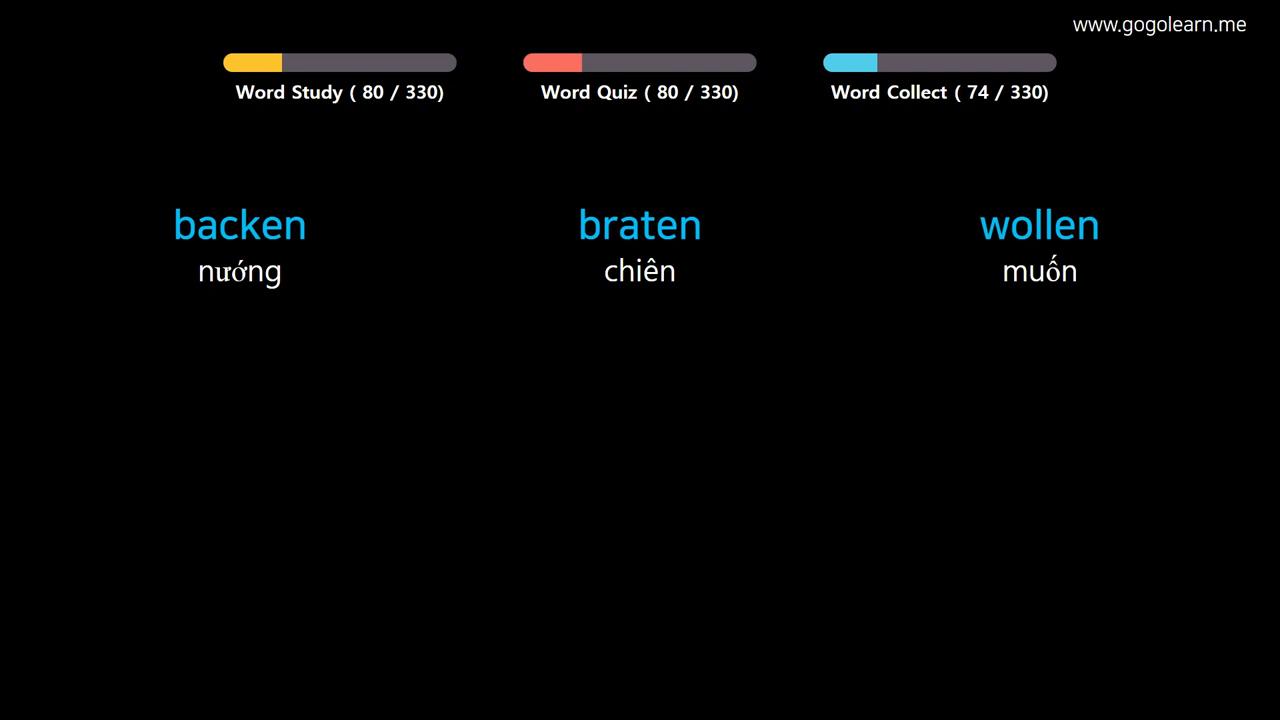 www.gogolearn.me
Word Study ( 80 / 330)
Word Quiz ( 80 / 330)
Word Collect ( 74 / 330)
backen
nướng
braten
chiên
wollen
muốn